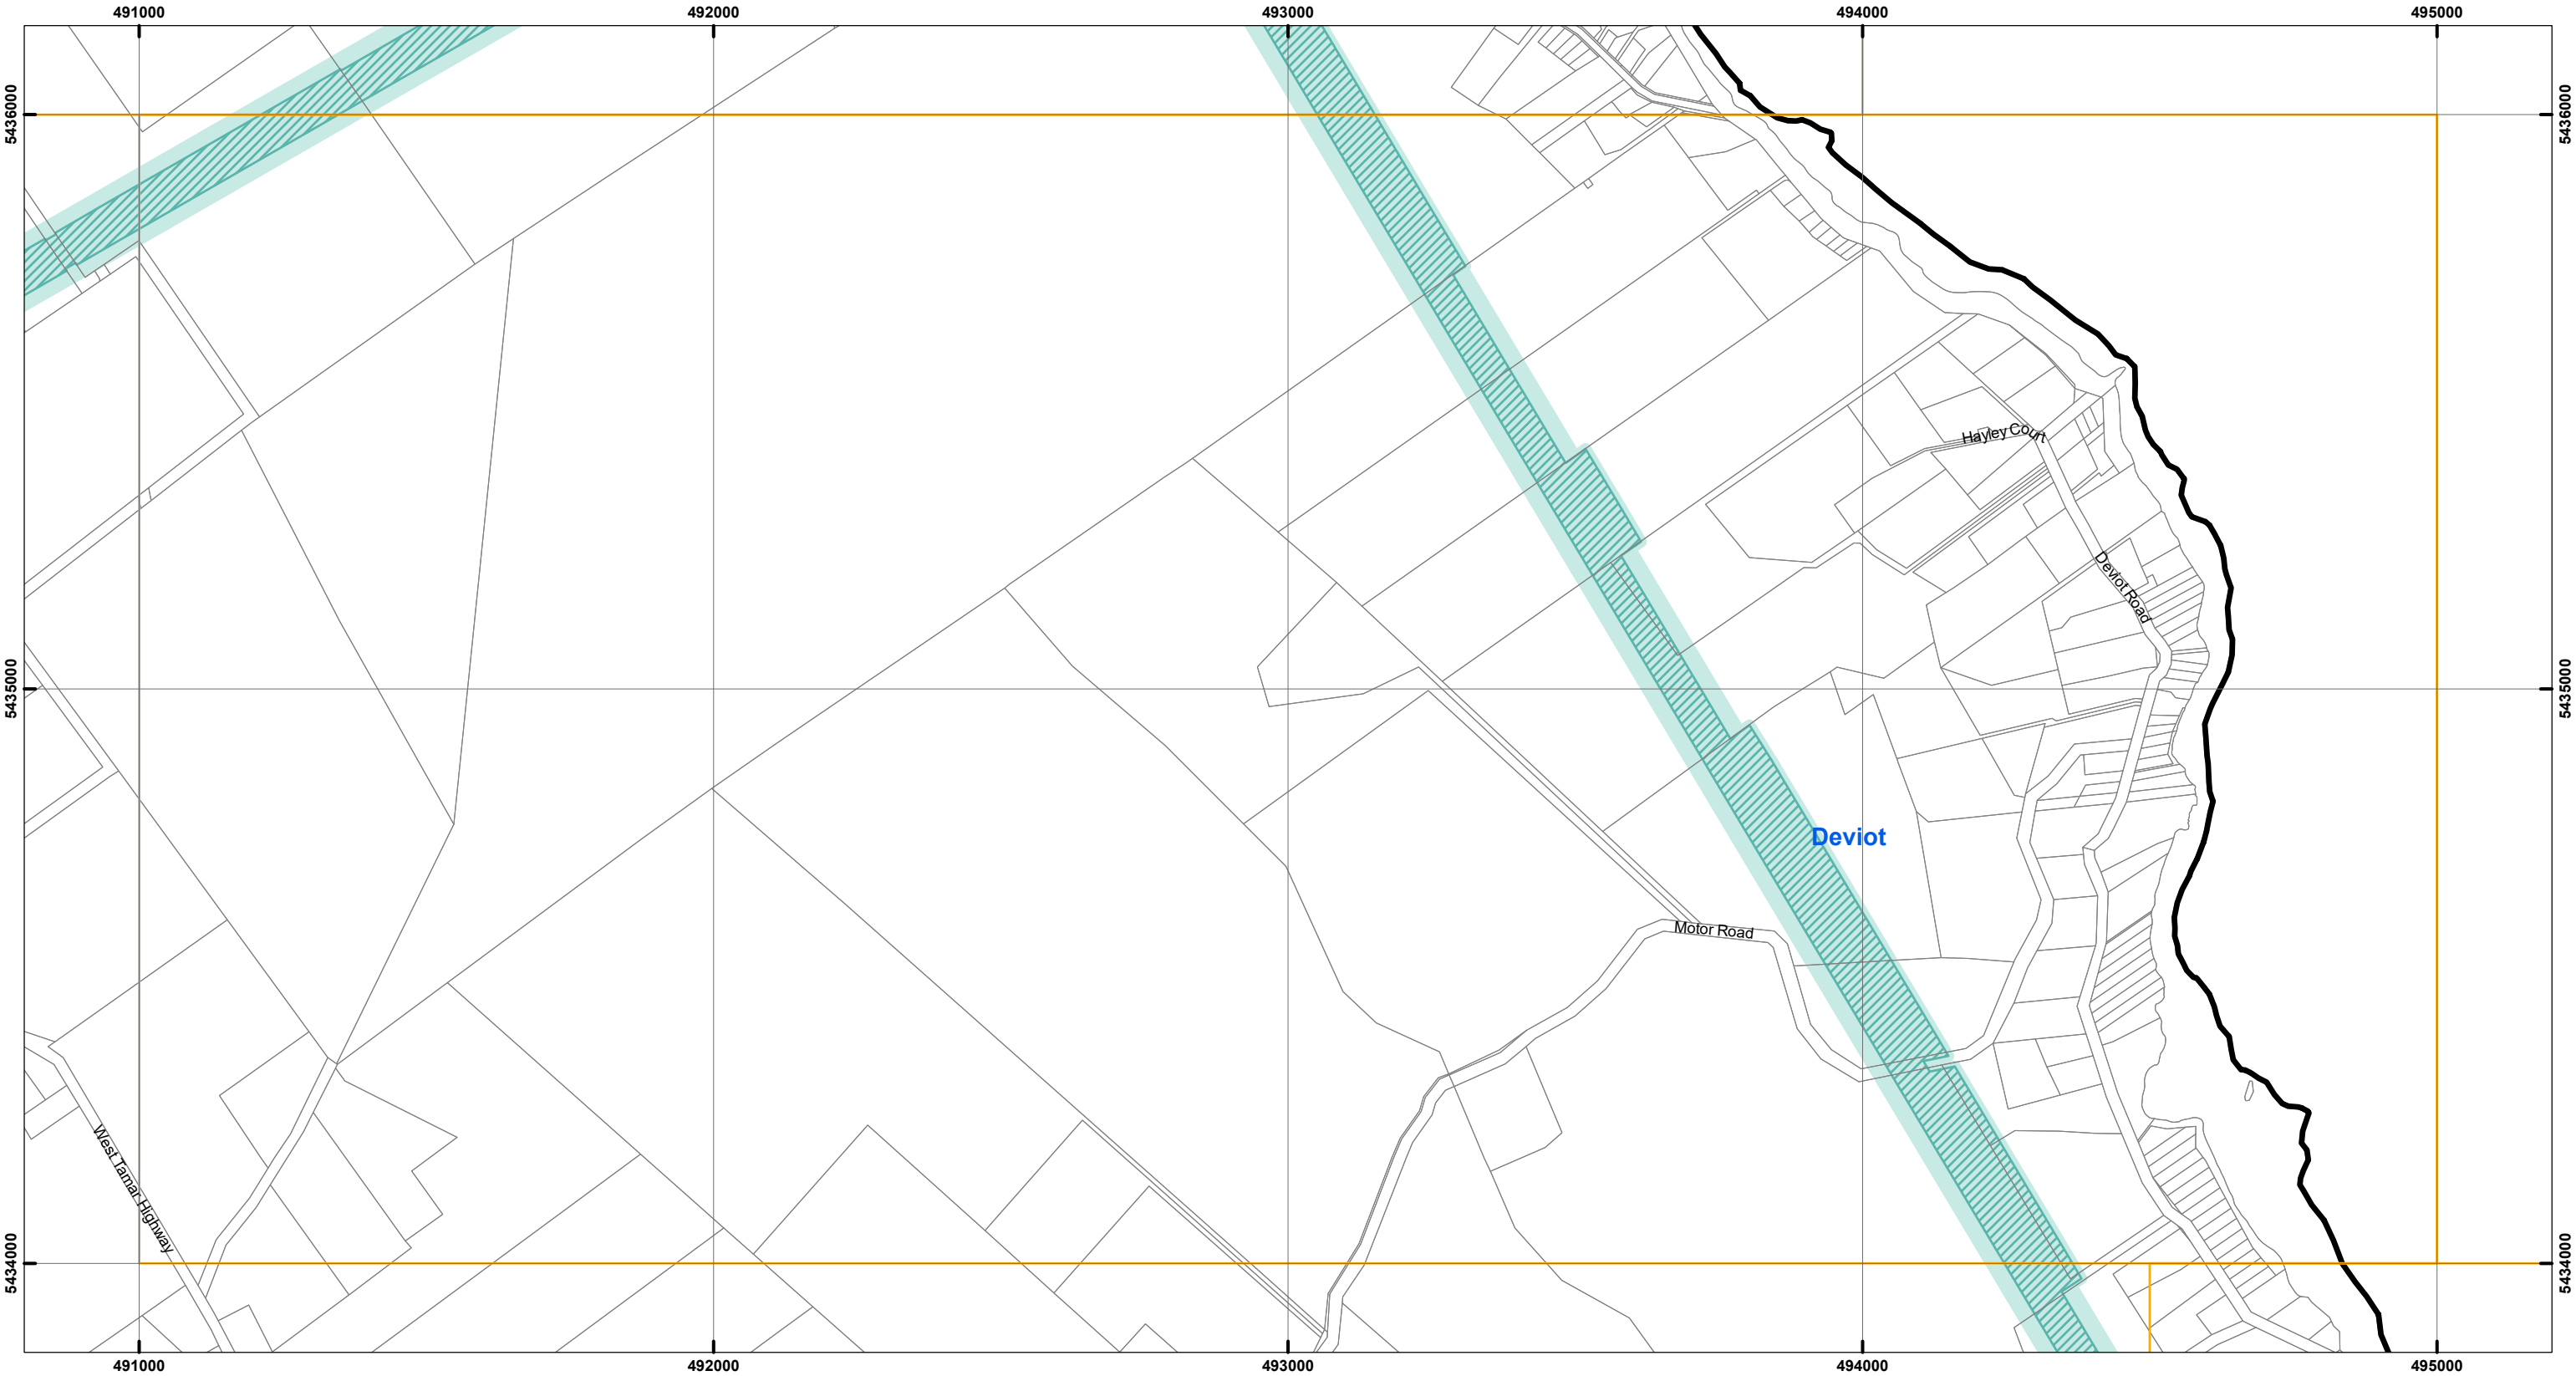 491000 492000 493000 494000 495000
5436000 5436000
Hayley Court
Deviot Road
5435000 5435000
Deviot
Motor Road
West Tamar Highway
5434000 5434000
491000 492000 493000 494000 495000